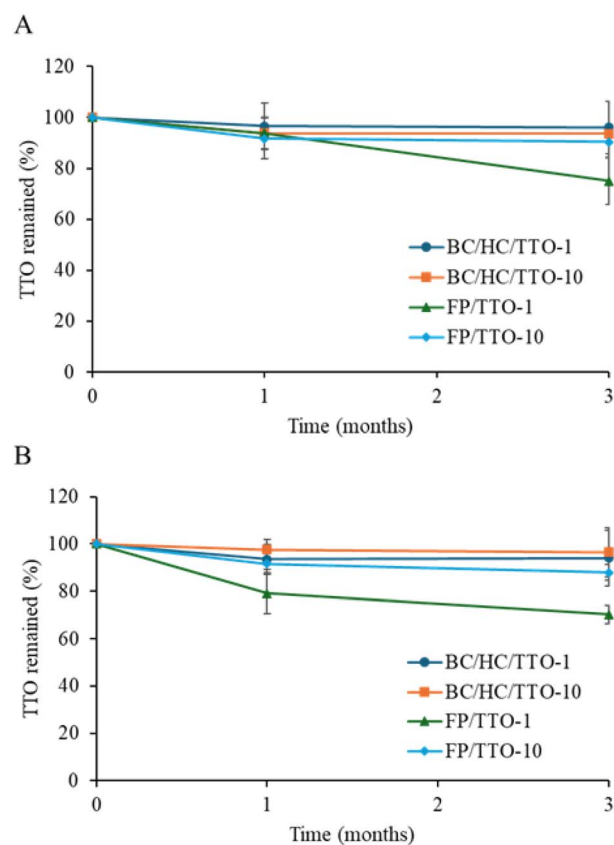 A
120
100
80
60
40
20
0
TTO remained (%)
BC/HC/TTO-1
BC/HC/TTO-10
FP/TTO-1
FP/TTO-10
0 1 2 3
Time (months)
B
120
100
80
60
40
20
0
TTO remained (%)
BC/HC/TTO-1
BC/HC/TTO-10
FP/TTO-1
FP/TTO-10
0 1 2 3
Time (months)